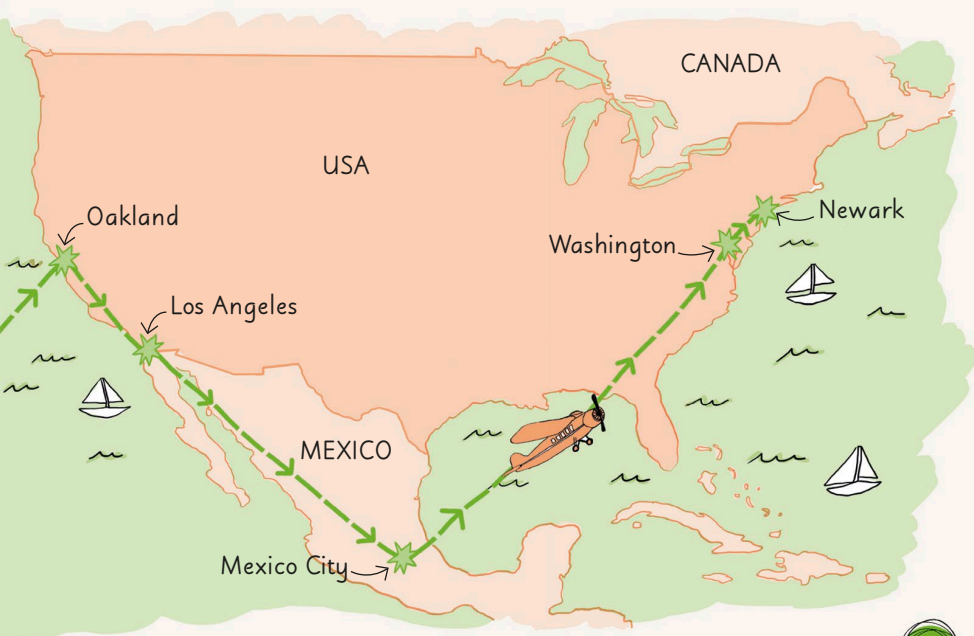 CANADA
USA
Oakland
Newark
Washington
Los Angeles
MEXICO
Mexico City